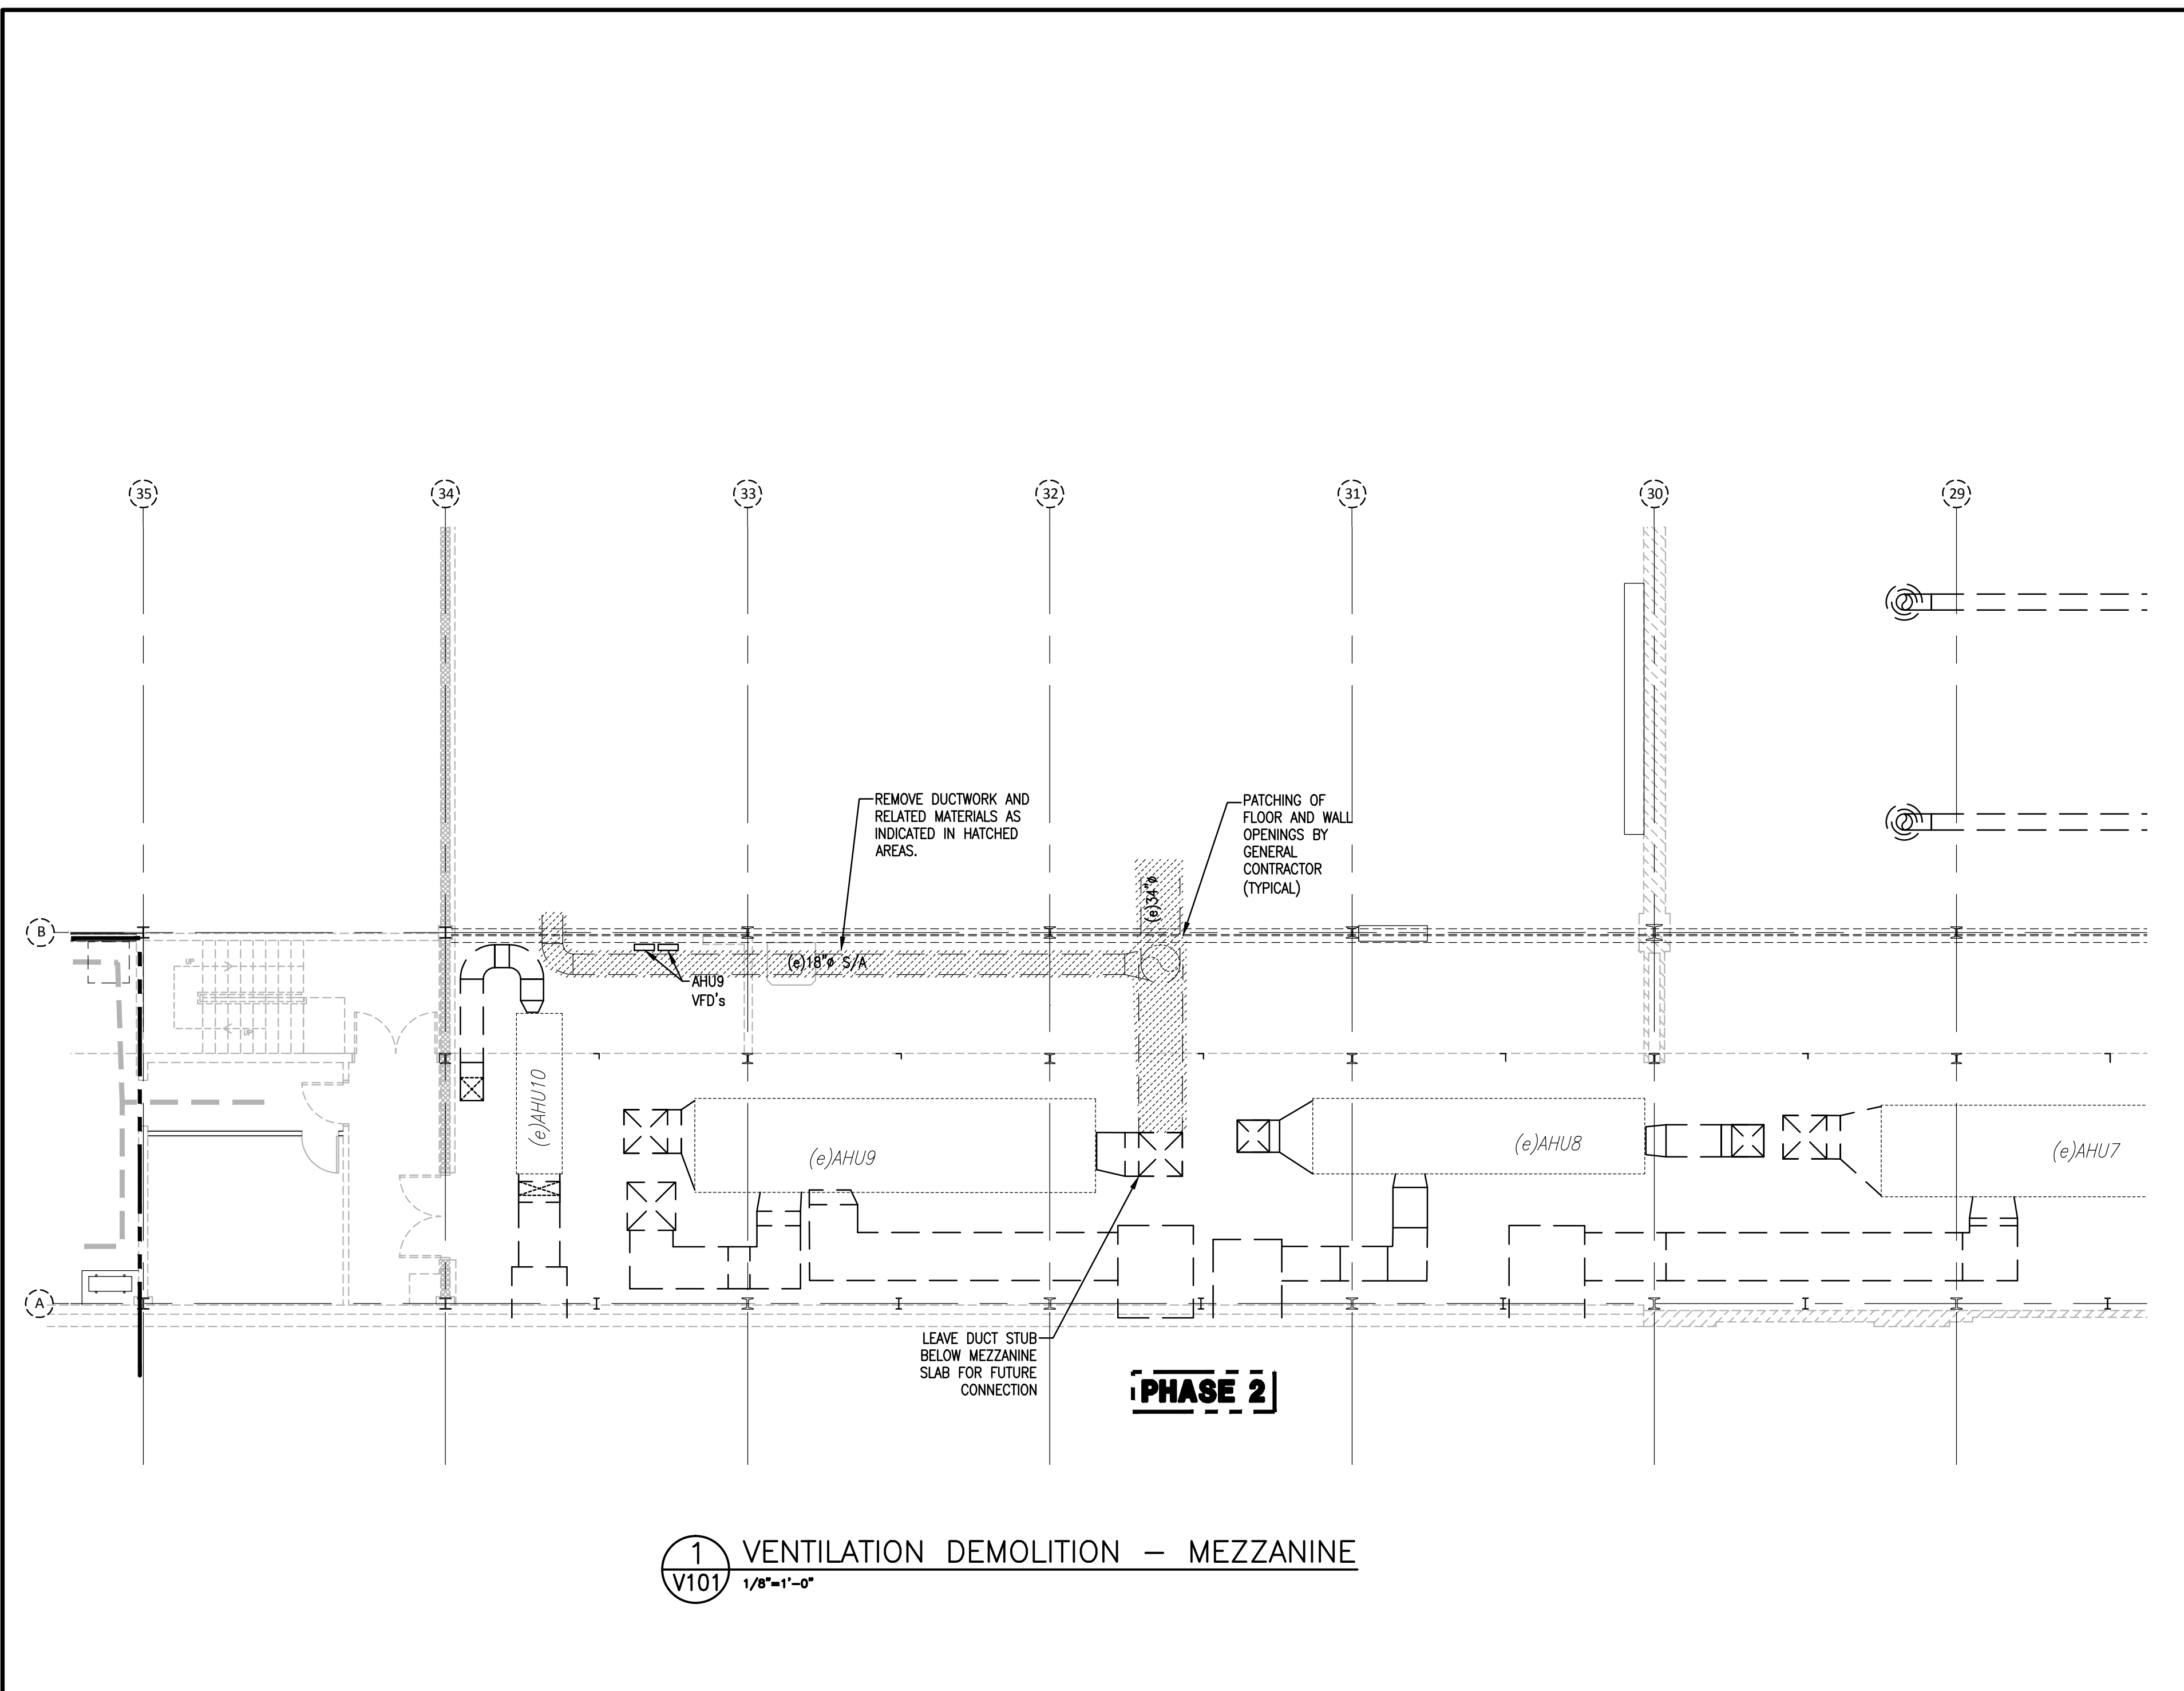 35
34
33
32
31
30
29
REMOVE DUCTWORK AND
RELATED MATERIALS AS
INDICATED IN HATCHED
AREAS.
PATCHING OF
FLOOR AND WALL
OPENINGS BY
GENERAL
CONTRACTOR
(TYPICAL)
(e)34"ø
B
UP
UP
(e)18"ø S/A
AHU9
VFD's
(e)AHU10
(e)AHU9
(e)AHU8
(e)AHU7
A
LEAVE DUCT STUB
BELOW MEZZANINE
SLAB FOR FUTURE
CONNECTION
PHASE 2
1
V101
VENTILATION DEMOLITION – MEZZANINE
1/8"=1'-0"